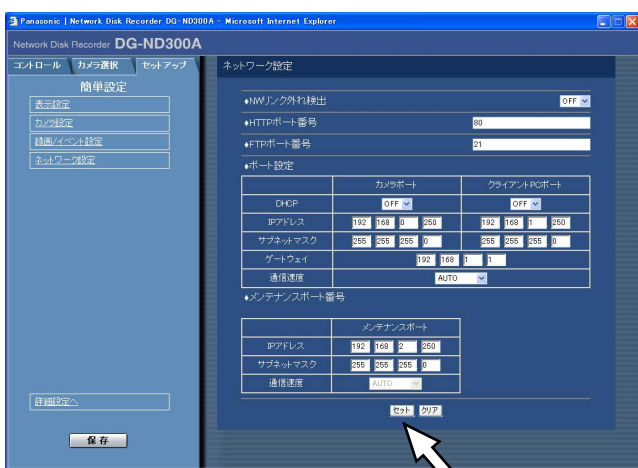 Panasonic | Network Disk Recorder DG-ND300A - Microsoft Internet Explorer
Network Disk Recorder DG-ND300A
コントロール カメラ選択 セットアップ
簡単設定
表示設定
カメラ設定
録画/イベント設定
ネットワーク設定
詳細設定へ
保存
ネットワーク設定
♦NWリンク外れ検出 OFF
♦HTTPポート番号 80
♦FTPポート番号 21
♦ポート設定
カメラポート クライアントPCポート
DHCP OFF OFF
IPアドレス 192 168 0 250 192 168 1 250
サブネットマスク 255 255 255 0 255 255 255 0
ゲートウェイ 192 168 1 1
通信速度 AUTO
♦メンテナンスポート番号
メンテナンスポート
IPアドレス 192 168 2 250
サブネットマスク 255 255 255 0
通信速度 AUTO
セット クリア